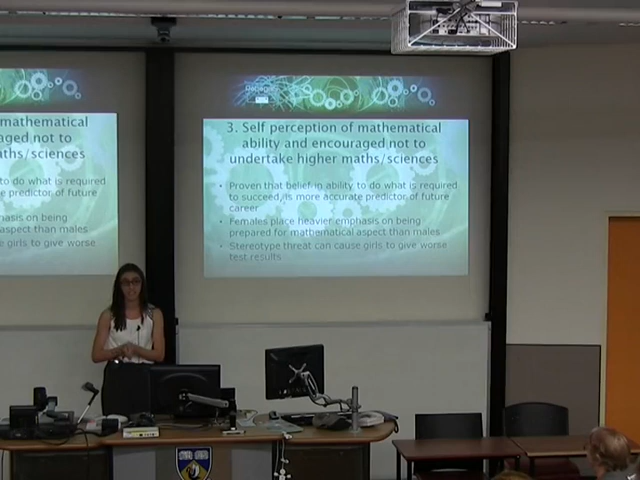 mathematical
aged not to
ths/sciences
to do what is required
e predictor of future
hasis on being
aspect than males
e girls to give worse
3. Self perception of mathematical
ability and encouraged not to
undertake higher maths/sciences
• Proven that belief in ability to do what is required
to succeed, is more accurate predictor of future
career
• Females place heavier emphasis on being
prepared for mathematical aspect than males
• Stereotype threat can cause girls to give worse
test results